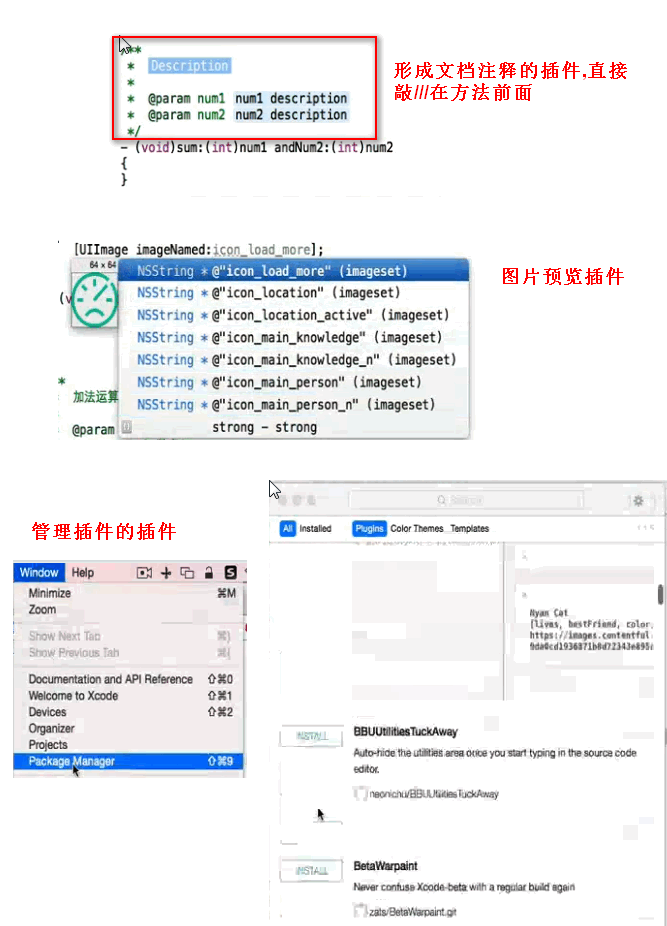 /**
* Description
*
* @param num1 num1 description
* @param num2 num2 description
*/
- (void)sum:(int)num1 andNum2:(int)num2
{
}
形成文档注释的插件,直接
敲///在方法前面
[UIImage imageNamed:icon_load_more];
64 × 64
(v
NSString * @"icon_load_more" (imageset)
NSString * @"icon_location" (imageset)
NSString * @"icon_location_active" (imageset)
NSString * @"icon_main_knowledge" (imageset)
NSString * @"icon_main_knowledge_n" (imageset)
NSString * @"icon_main_person" (imageset)
NSString * @"icon_main_person_n" (imageset)
strong - strong
*
加法运算
@param
图片预览插件
管理插件的插件
Window Help
Minimize ⌘M
Zoom
Show Next Tab ⌘}
Show Previous Tab ⌘{
Documentation and API Reference ⇧⌘0
Welcome to Xcode ⇧⌘1
Devices ⇧⌘2
Organizer
Projects
Package Manager ⇧⌘9
All Installed Plugins Color Themes Templates
Nyan Cat
[lives, bestFriend, color,
https://images.contentful
INSTALL
BBUUtilitiesTuckAway
Auto-hide the utilities area once you start typing in the source code
editor.
neonichu/BBUUtilitiesTuckAway
INSTALL
BetaWarpaint
Never confuse Xcode-beta with a regular build again
zats/BetaWarpaint.git